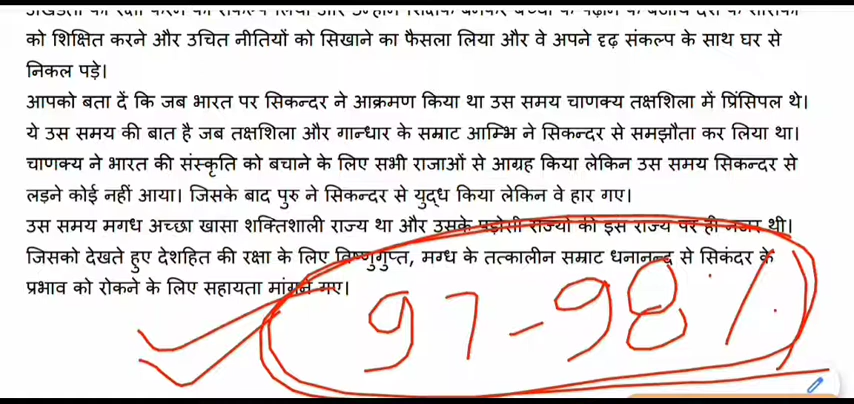 को शिक्षित करने और उचित नीतियों को सिखाने का फैसला लिया और वे अपने दृढ़ संकल्प के साथ घर से
निकल पड़े।
आपको बता दें कि जब भारत पर सिकन्दर ने आक्रमण किया था उस समय चाणक्य तक्षशिला में प्रिंसिपल थे।
ये उस समय की बात है जब तक्षशिला और गान्धार के सम्राट आम्भि ने सिकन्दर से समझौता कर लिया था।
चाणक्य ने भारत की संस्कृति को बचाने के लिए सभी राजाओं से आग्रह किया लेकिन उस समय सिकन्दर से
लड़ने कोई नहीं आया। जिसके बाद पुरु ने सिकन्दर से युद्ध किया लेकिन वे हार गए।
उस समय मगध अच्छा खासा शक्तिशाली राज्य था और उसके पड़ोसी राज्यों की इस राज्य पर ही नजर थी।
जिसको देखते हुए देशहित की रक्षा के लिए विष्णुगुप्त, मगध के तत्कालीन सम्राट धनानन्द से सिकंदर के
प्रभाव को रोकने के लिए सहायता मांगने गए।
97-98%